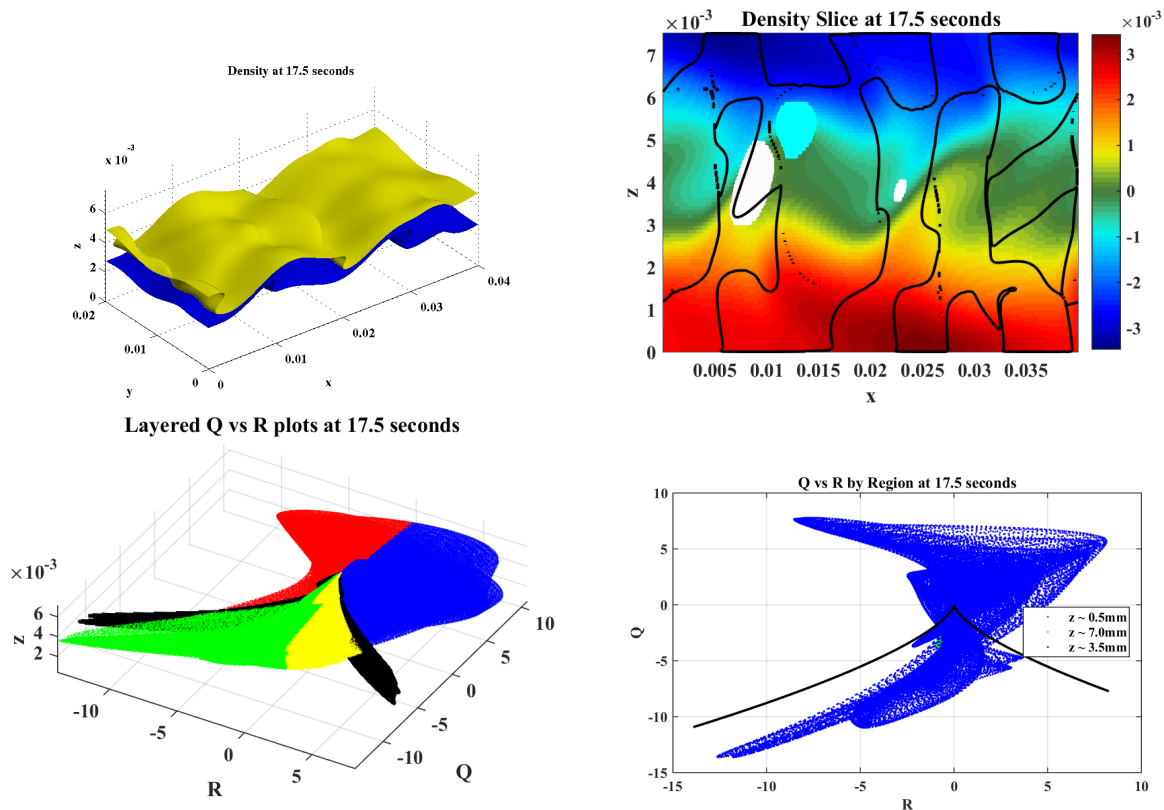 Density at 17.5 seconds
x 10⁻³
6
4
2
0
z
0.02
0.01
0
y
0
0.01
0.02
0.03
0.04
x
×10⁻³
Density Slice at 17.5 seconds
×10⁻³
7
6
5
4
3
2
1
0
z
0.005 0.01 0.015 0.02 0.025 0.03 0.035
x
3
2
1
0
-1
-2
-3
Layered Q vs R plots at 17.5 seconds
×10⁻³
6
4
2
z
-10
-5
0
5
R
-10
-5
0
5
10
Q
Q vs R by Region at 17.5 seconds
10
5
0
-5
-10
-15
Q
z ~ 0.5mm
z ~ 7.0mm
z ~ 3.5mm
-15 -10 -5 0 5 10
R